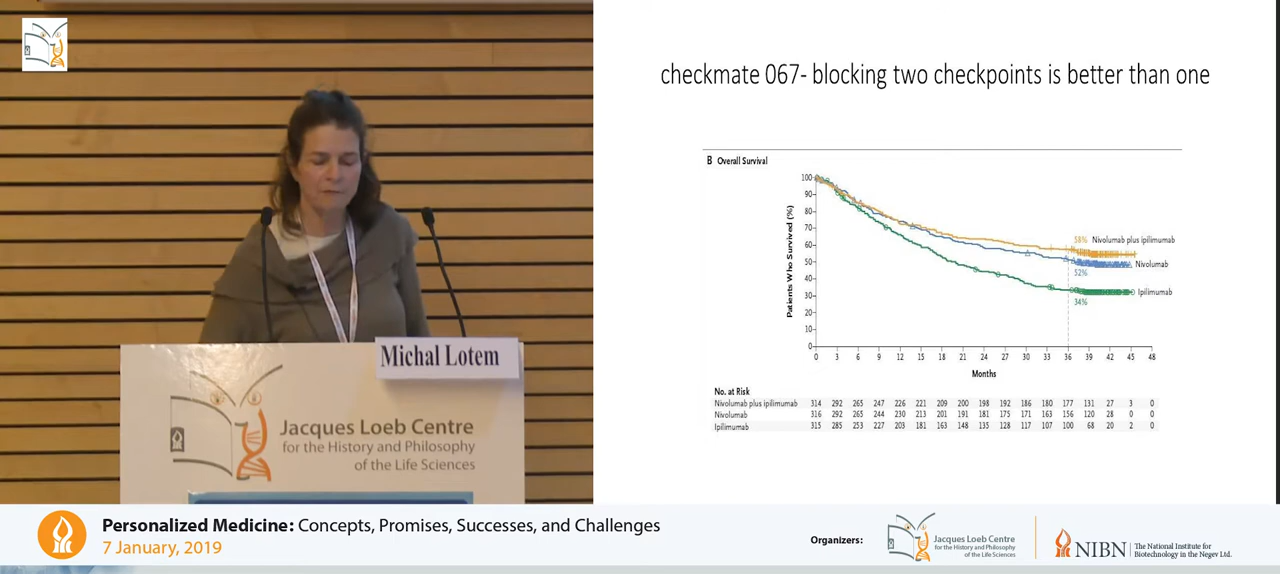 checkmate 067- blocking two checkpoints is better than one
B Overall Survival
Patients Who Survived (%)
100
90
80
70
60
50
40
30
20
10
0
58%
Nivolumab plus ipilimumab
Nivolumab
52%
Ipilimumab
34%
0 3 6 9 12 15 18 21 24 27 30 33 36 39 42 45 48
Months
No. at Risk
Nivolumab plus ipilimumab 314 292 265 247 226 221 209 200 198 192 186 180 177 131 27 3 0
Nivolumab 316 292 265 244 230 213 201 191 181 175 171 163 156 120 28 0 0
Ipilimumab 315 285 253 227 203 181 163 148 135 128 117 107 100 68 20 2 0
Michal Lotem
Jacques Loeb Centre
for the History and Philosophy
of the Life Sciences
Personalized Medicine: Concepts, Promises, Successes, and Challenges
7 January, 2019
Organizers:
Jacques Loeb Centre
for the History and Philosophy
of the Life Sciences
NIBN
The National Institute for
Biotechnology in the Negev Ltd.